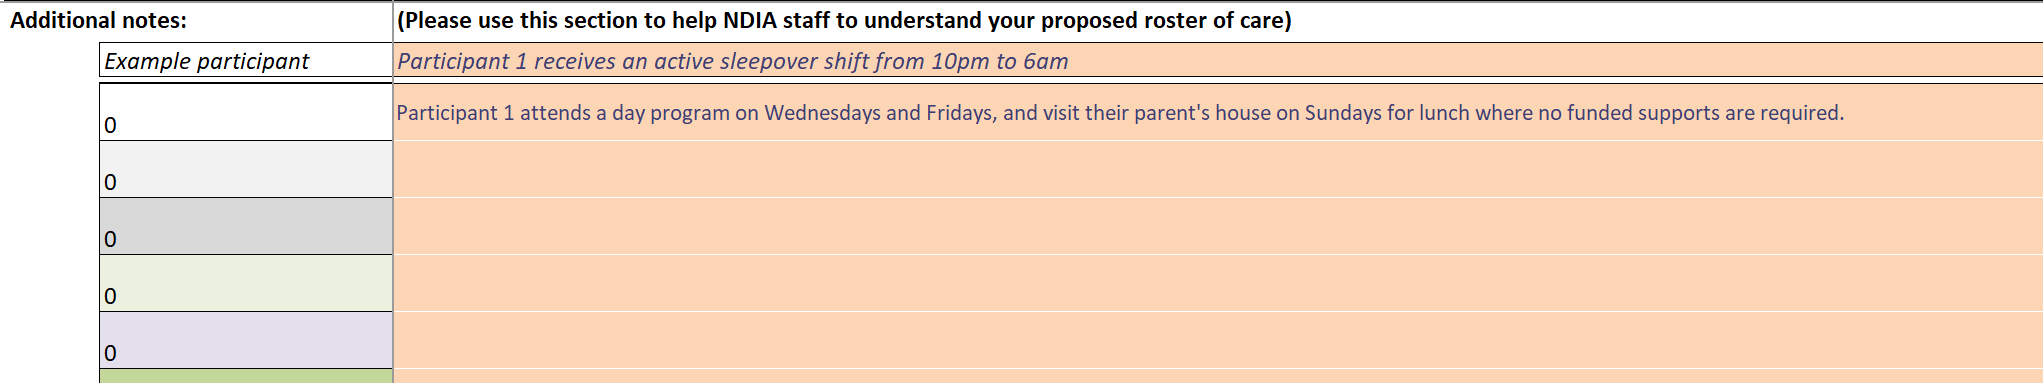 Additional notes: (Please use this section to help NDIA staff to understand your proposed roster of care)
Example participant Participant 1 receives an active sleepover shift from 10pm to 6am
0 Participant 1 attends a day program on Wednesdays and Fridays, and visit their parent's house on Sundays for lunch where no funded supports are required.
0
0
0
0